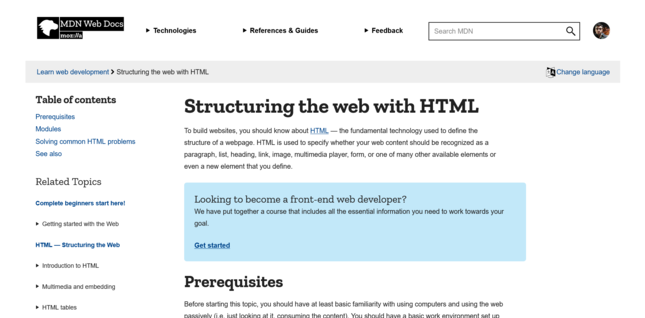 MDN Web Docs
moz://a
Technologies
References & Guides
Feedback
Search MDN
Learn web development
Structuring the web with HTML
Change language
Table of contents
Prerequisites
Modules
Solving common HTML problems
See also
Related Topics
Complete beginners start here!
Getting started with the Web
HTML — Structuring the Web
Introduction to HTML
Multimedia and embedding
HTML tables
Structuring the web with HTML
To build websites, you should know about HTML — the fundamental technology used to define the
structure of a webpage. HTML is used to specify whether your web content should be recognized as a
paragraph, list, heading, link, image, multimedia player, form, or one of many other available elements or
even a new element that you define.
Looking to become a front-end web developer?
We have put together a course that includes all the essential information you need to work towards your
goal.
Get started
Prerequisites
Before starting this topic, you should have at least basic familiarity with using computers and using the web
passively (i.e. just looking at it, consuming the content). You should have a basic work environment set up